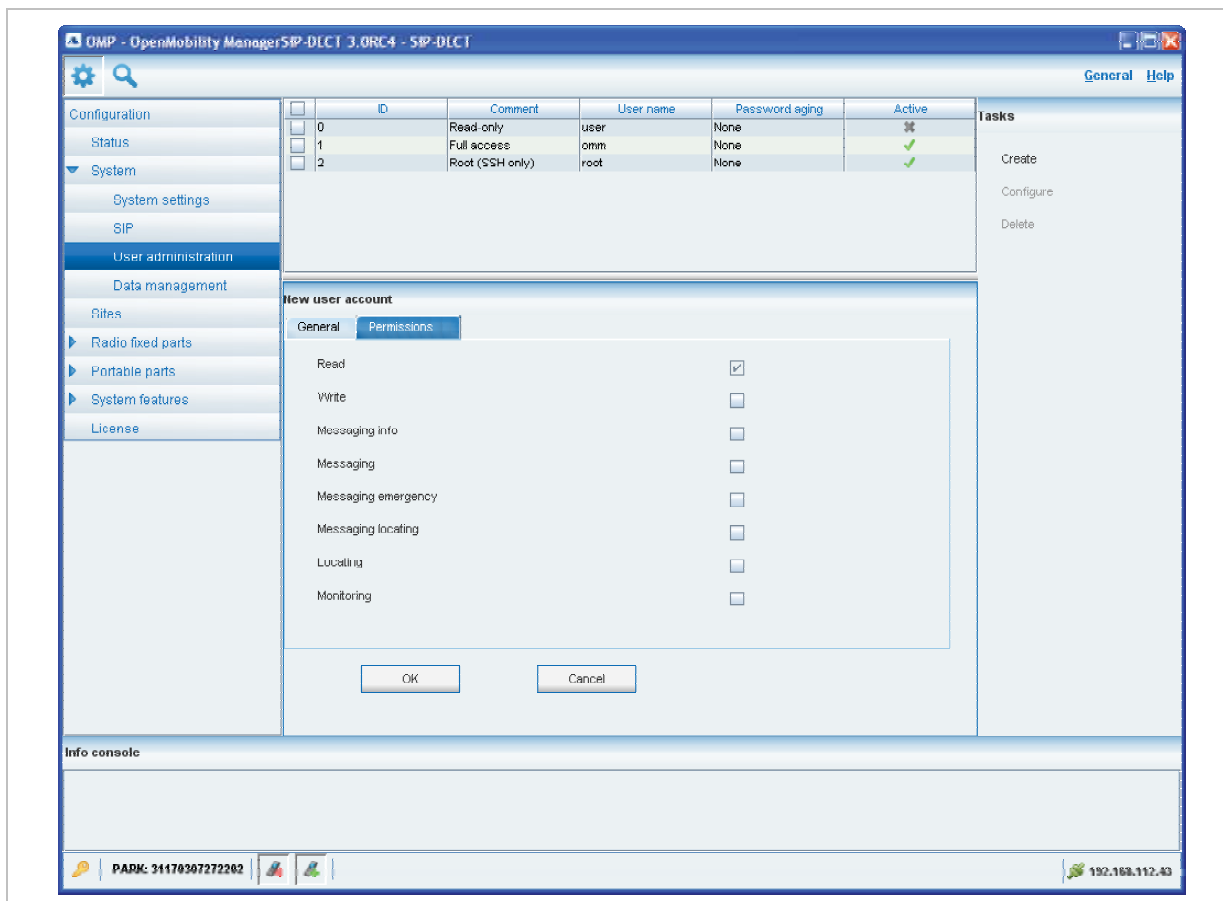 OMP - OpenMobility ManagerSIP-DECT 3.0RC4 - SIP-DECT
General Help
Configuration
Status
System
System settings
SIP
User administration
Data management
Sites
Radio fixed parts
Portable parts
System features
License
ID Comment User name Password aging Active
0 Read-only user None
1 Full access omm None
2 Root (SSH only) root None
Tasks
Create
Configure
Delete
New user account
General Permissions
Read
Write
Messaging info
Messaging
Messaging emergency
Messaging locating
Locating
Monitoring
OK Cancel
Info console
PARK: 31170307272202
192.168.112.43